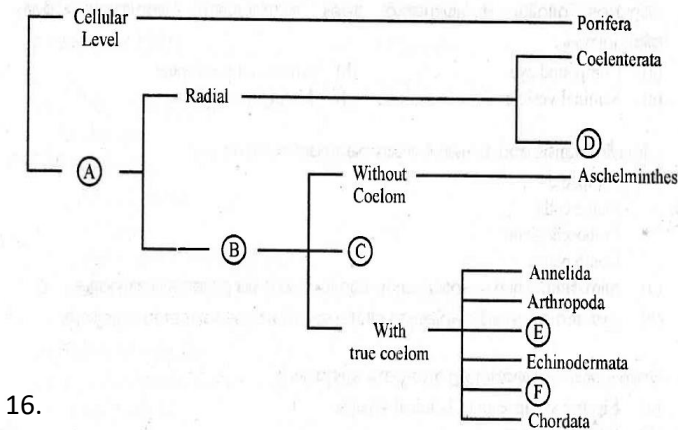 Cellular
Level
Porifera
Coelenterata
Radial
D
A
Without
Coelom
Aschelminthes
B
C
Annelida
Arthropoda
With
true coelom
E
Echinodermata
F
Chordata
16.